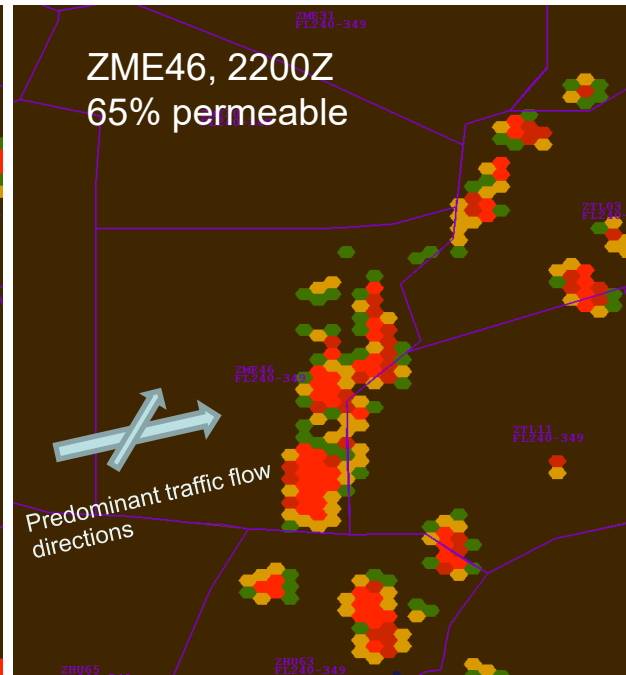 ZME31
FL240-349
ZME46, 2200Z
65% permeable
ZTL03
ZME46
FL240-349
ZTL11
FL240-349
Predominant traffic flow
directions
ZHU65
ZHU63
FL240-349